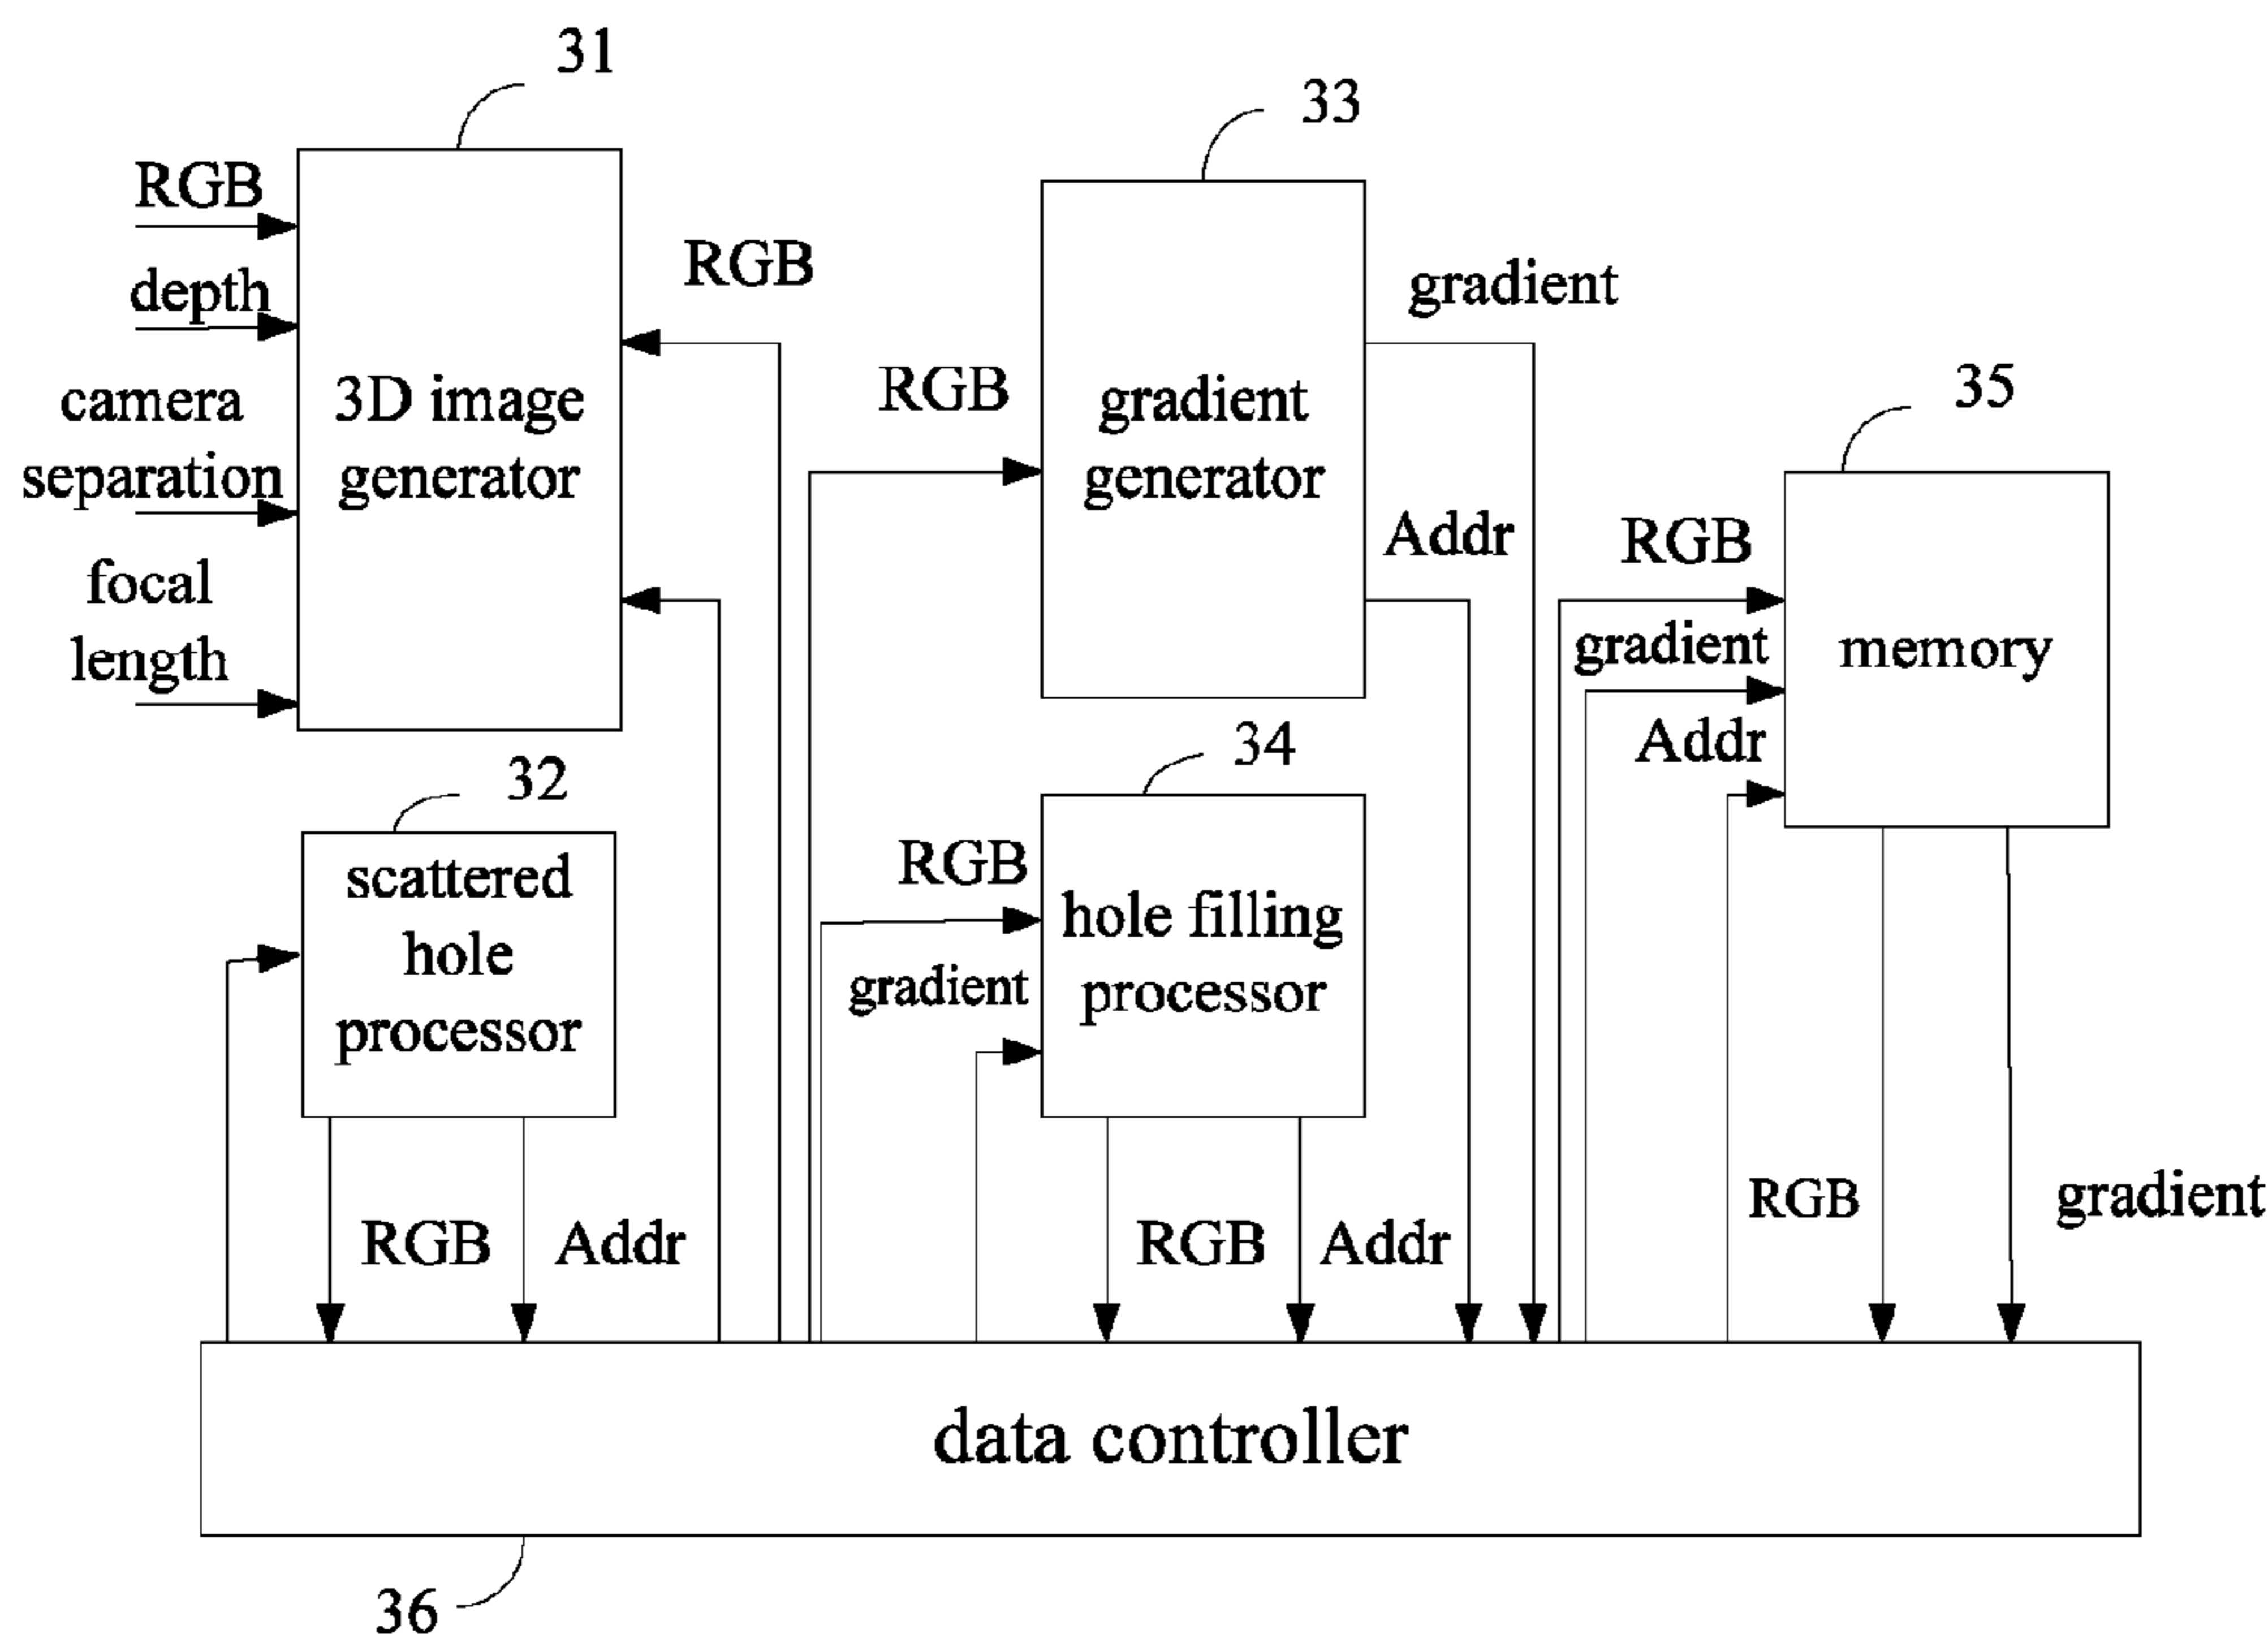 31
RGB
depth
camera
separation
focal
length
3D image
generator
RGB
33
RGB
gradient
generator
gradient
Addr
35
RGB
gradient
Addr
memory
32
scattered
hole
processor
RGB
Addr
34
RGB
gradient
hole filling
processor
RGB
Addr
RGB
gradient
data controller
36